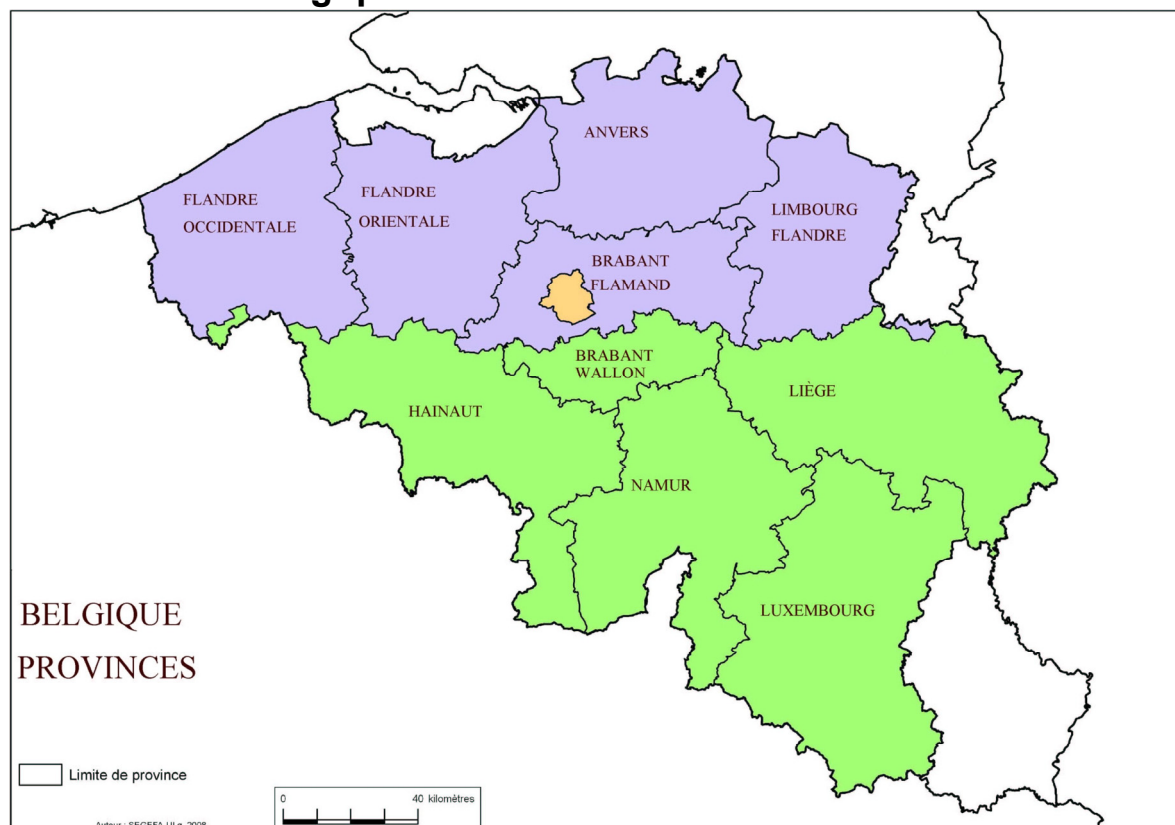 FLANDRE
OCCIDENTALE
FLANDRE
ORIENTALE
ANVERS
LIMBOURG
FLANDRE
BRABANT
FLAMAND
BRABANT
WALLON
HAINAUT
LIÈGE
NAMUR
LUXEMBOURG
BELGIQUE
PROVINCES
Limite de province
0 40 kilomètres